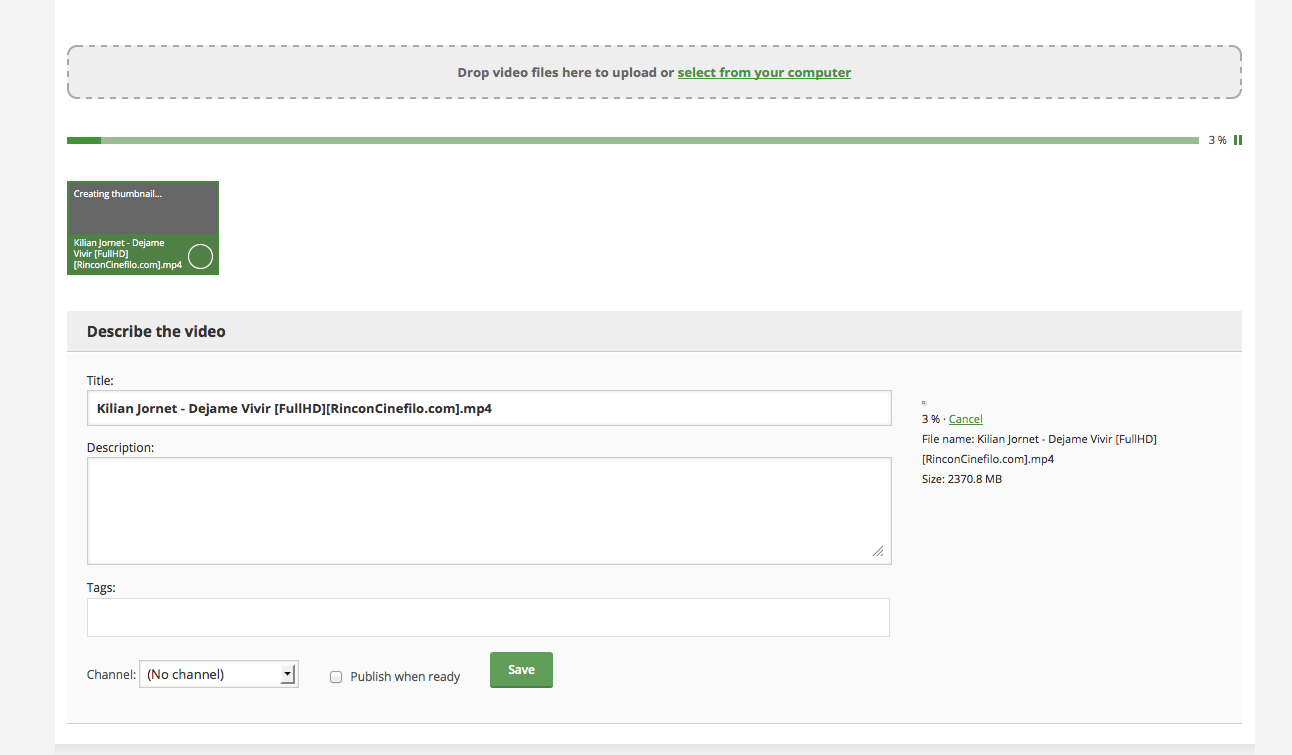 Drop video files here to upload or select from your computer
3 %
Creating thumbnail...
Kilian Jornet - Dejame
Vivir [FullHD]
[RinconCinefilo.com].mp4
Describe the video
Title:
Kilian Jornet - Dejame Vivir [FullHD][RinconCinefilo.com].mp4
3 % · Cancel
File name: Kilian Jornet - Dejame Vivir [FullHD]
[RinconCinefilo.com].mp4
Size: 2370.8 MB
Description:
Tags:
Channel: (No channel)
Publish when ready
Save